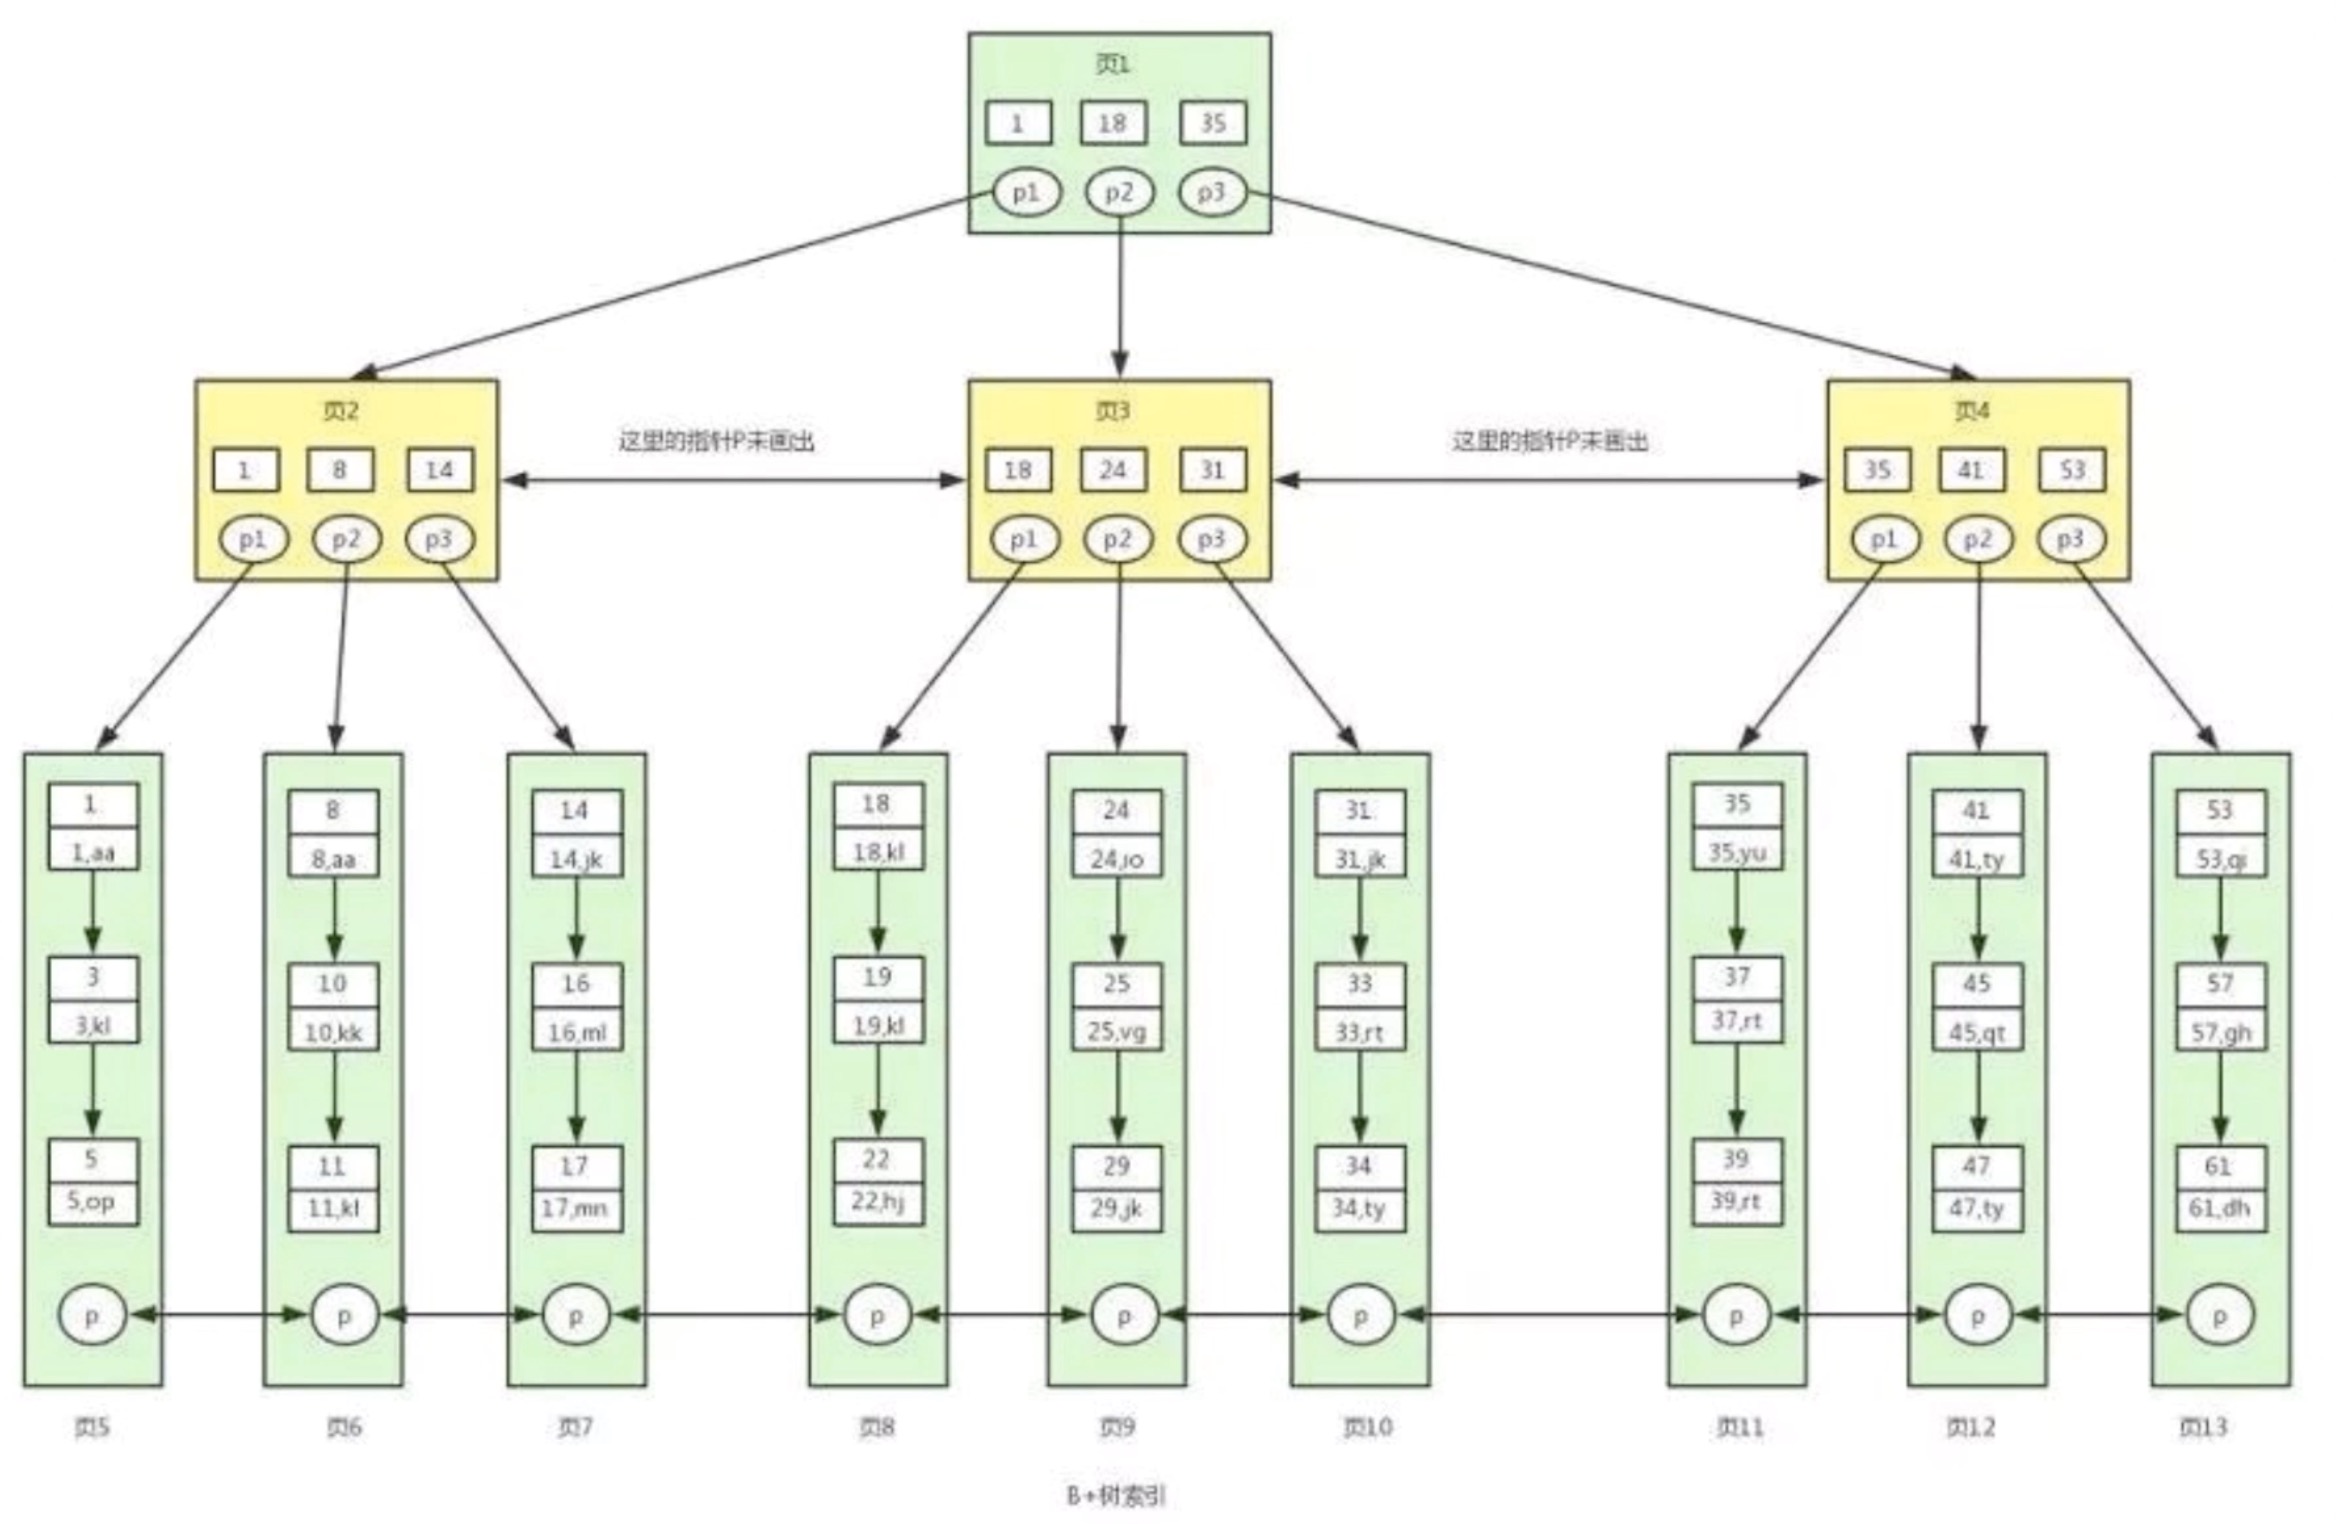 页1
1 18 35
p1 p2 p3
页2
1 8 14
p1 p2 p3
这里的指针P未画出
页3
18 24 31
p1 p2 p3
这里的指针P未画出
页4
35 41 53
p1 p2 p3
1
1,aa
3
3,kl
5
5,op
p
页5
8
8,aa
10
10,kk
11
11,kl
p
页6
14
14,jk
16
16,ml
17
17,mn
p
页7
18
18,kl
19
19,kl
22
22,hj
p
页8
24
24,io
25
25,vg
29
29,jk
p
页9
31
31,jk
33
33,rt
34
34,ty
p
页10
35
35,yu
37
37,rt
39
39,rt
p
页11
41
41,ty
45
45,qt
47
47,ty
p
页12
53
53,qi
57
57,gh
61
61,dh
p
页13
B+树索引